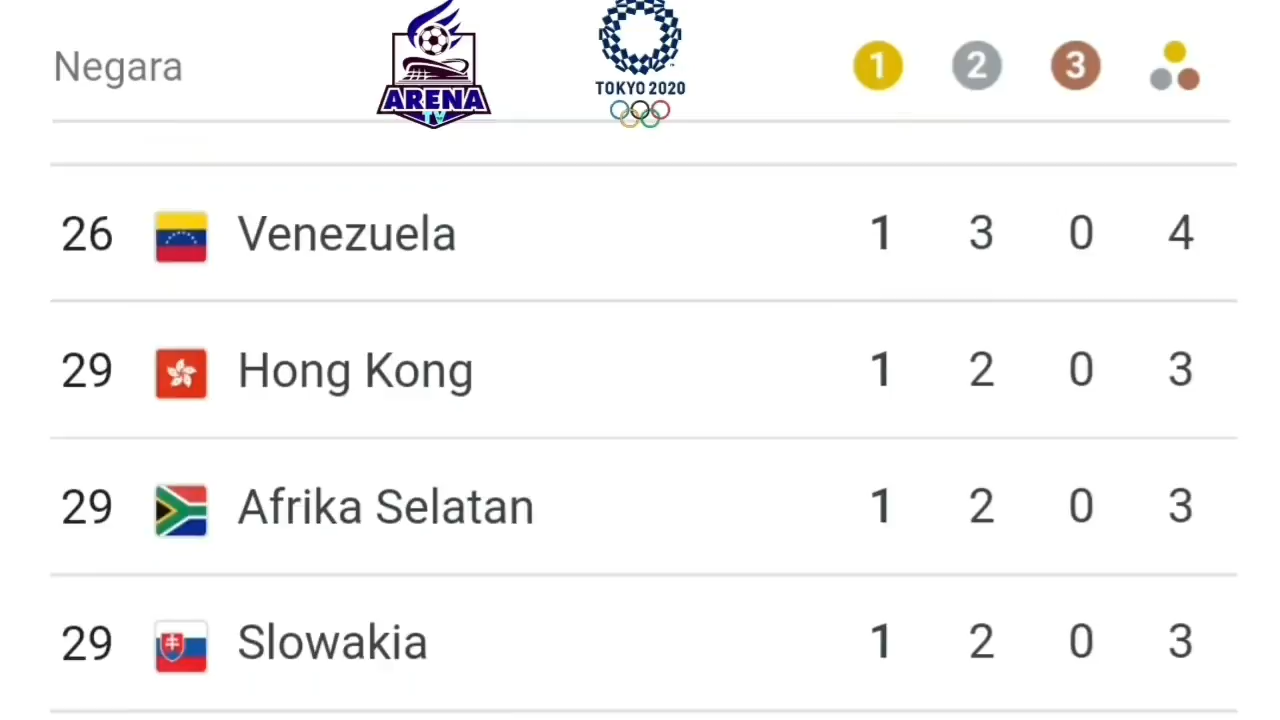 Negara ARENA TV TOKYO 2020 1 2 3
26 Venezuela 1 3 0 4
29 Hong Kong 1 2 0 3
29 Afrika Selatan 1 2 0 3
29 Slowakia 1 2 0 3